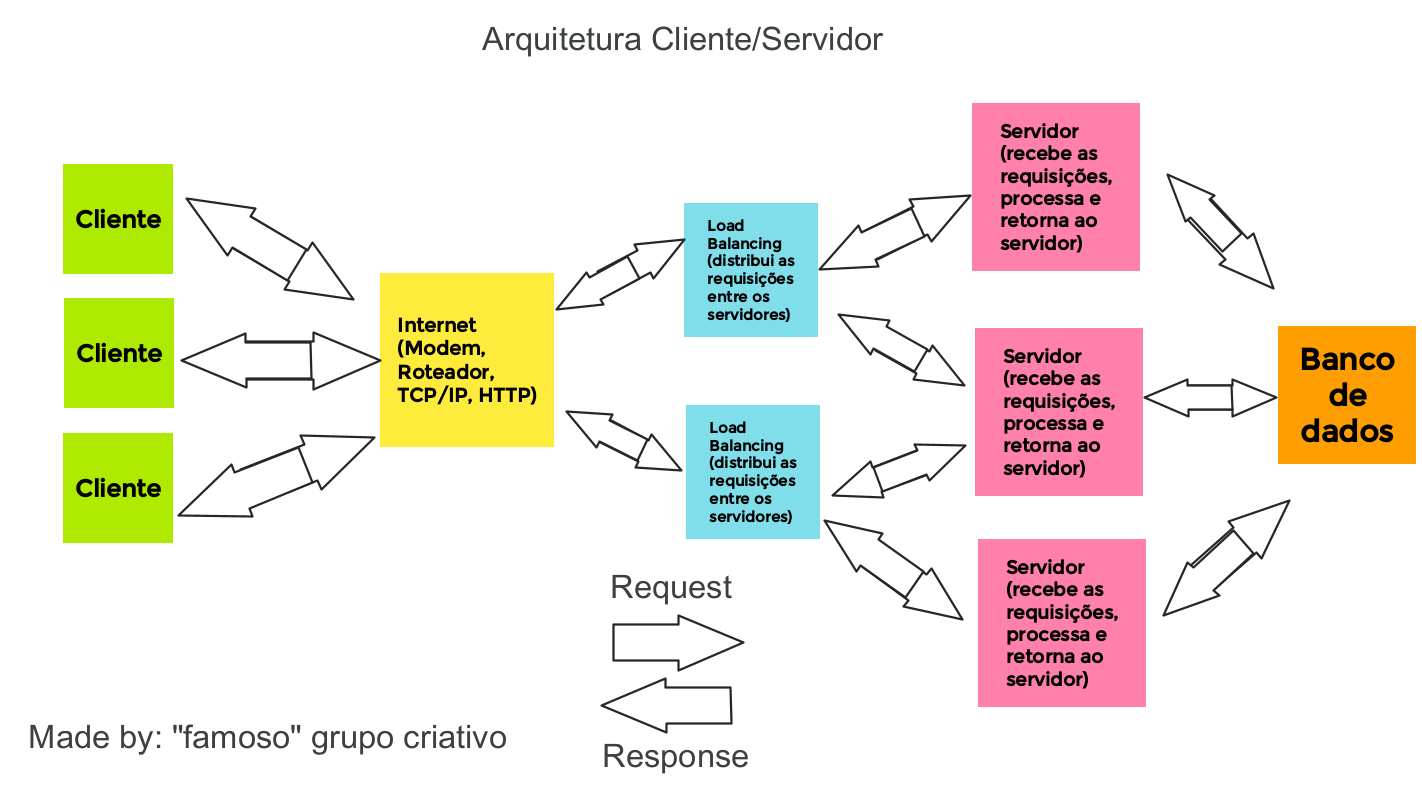 Arquitetura Cliente/Servidor
Cliente
Cliente
Cliente
Internet
(Modem,
Roteador,
TCP/IP, HTTP)
Load
Balancing
(distribui as
requisições
entre os
servidores)
Load
Balancing
(distribui as
requisições
entre os
servidores)
Servidor
(recebe as
requisições,
processa e
retorna ao
servidor)
Servidor
(recebe as
requisições,
processa e
retorna ao
servidor)
Servidor
(recebe as
requisições,
processa e
retorna ao
servidor)
Banco
de
dados
Request
Response
Made by: "famoso" grupo criativo